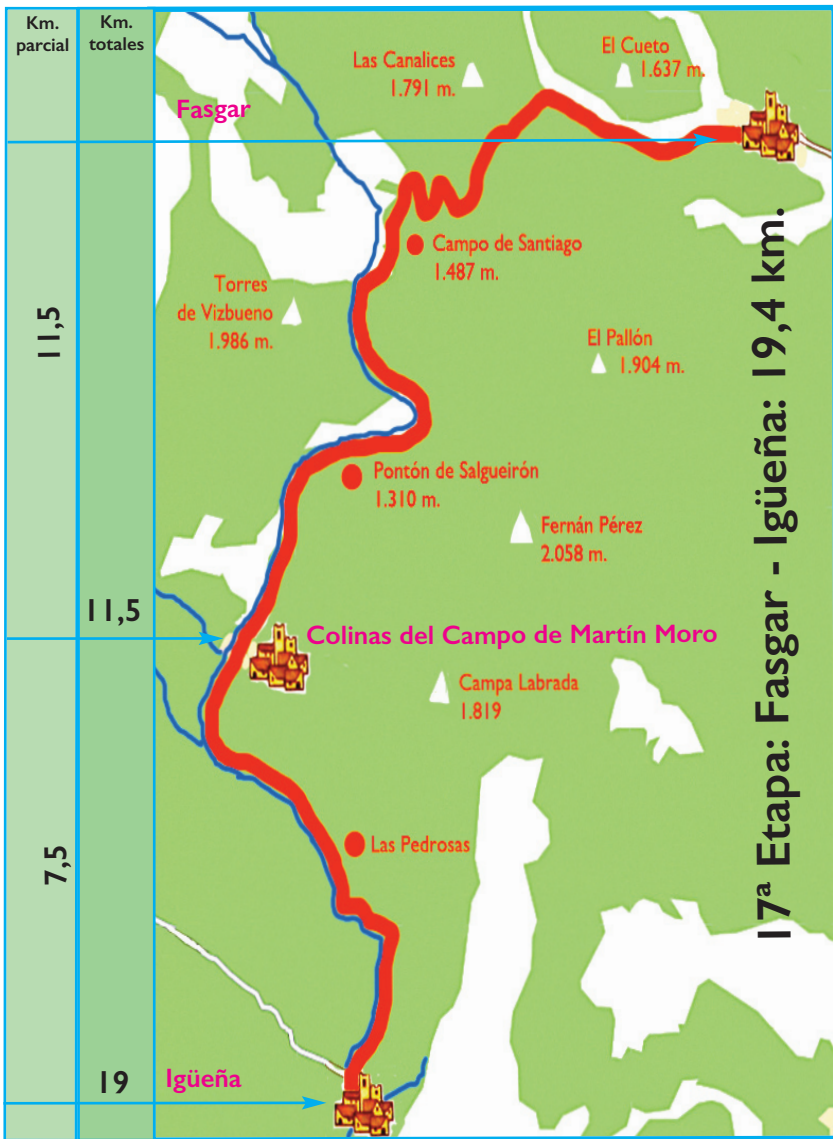 Km.
parcial
Km.
totales
Las Canalices
1.791 m.
El Cueto
1.637 m.
Fasgar
Campo de Santiago
1.487 m.
Torres
de Vizbueno
1.986 m.
11,5
El Pallón
1.904 m.
Pontón de Salgueirón
1.310 m.
Fernán Pérez
2.058 m.
11,5
Colinas del Campo de Martín Moro
Campa Labrada
1.819
7,5
Las Pedrosas
19
Igüeña
17ª Etapa: Fasgar - Igüeña: 19,4 km.